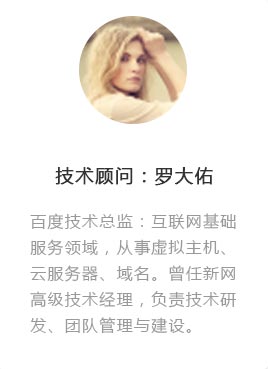 技术顾问：罗大佑
百度技术总监：互联网基础
服务领域，从事虚拟主机、
云服务器、域名。曾任新网
高级技术经理，负责技术研
发、团队管理与建设。